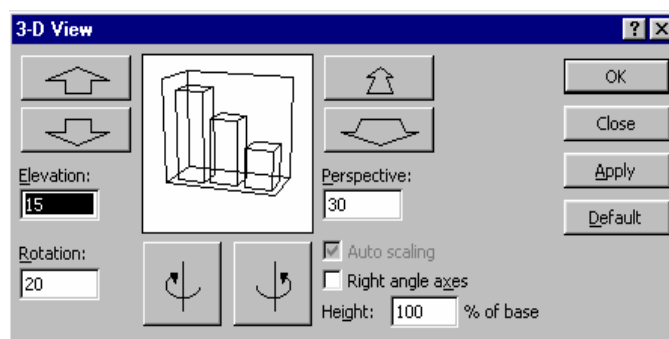 3-D View
OK
Close
Elevation:
15
Perspective:
30
Apply
Default
Rotation:
20
Auto scaling
Right angle axes
Height: 100 % of base